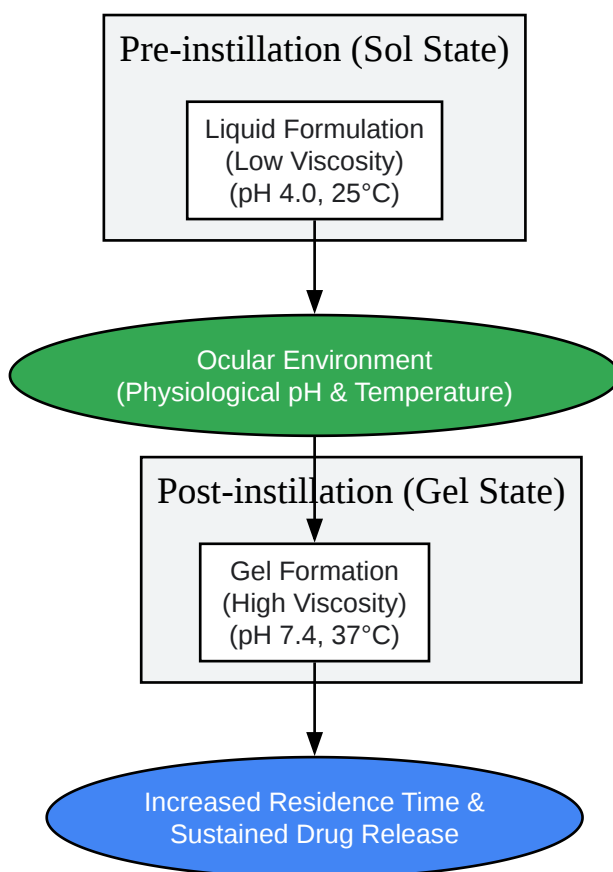 Pre-instillation (Sol State)
Liquid Formulation
(Low Viscosity)
(pH 4.0, 25°C)
Ocular Environment
(Physiological pH & Temperature)
Post-instillation (Gel State)
Gel Formation
(High Viscosity)
(pH 7.4, 37°C)
Increased Residence Time &
Sustained Drug Release